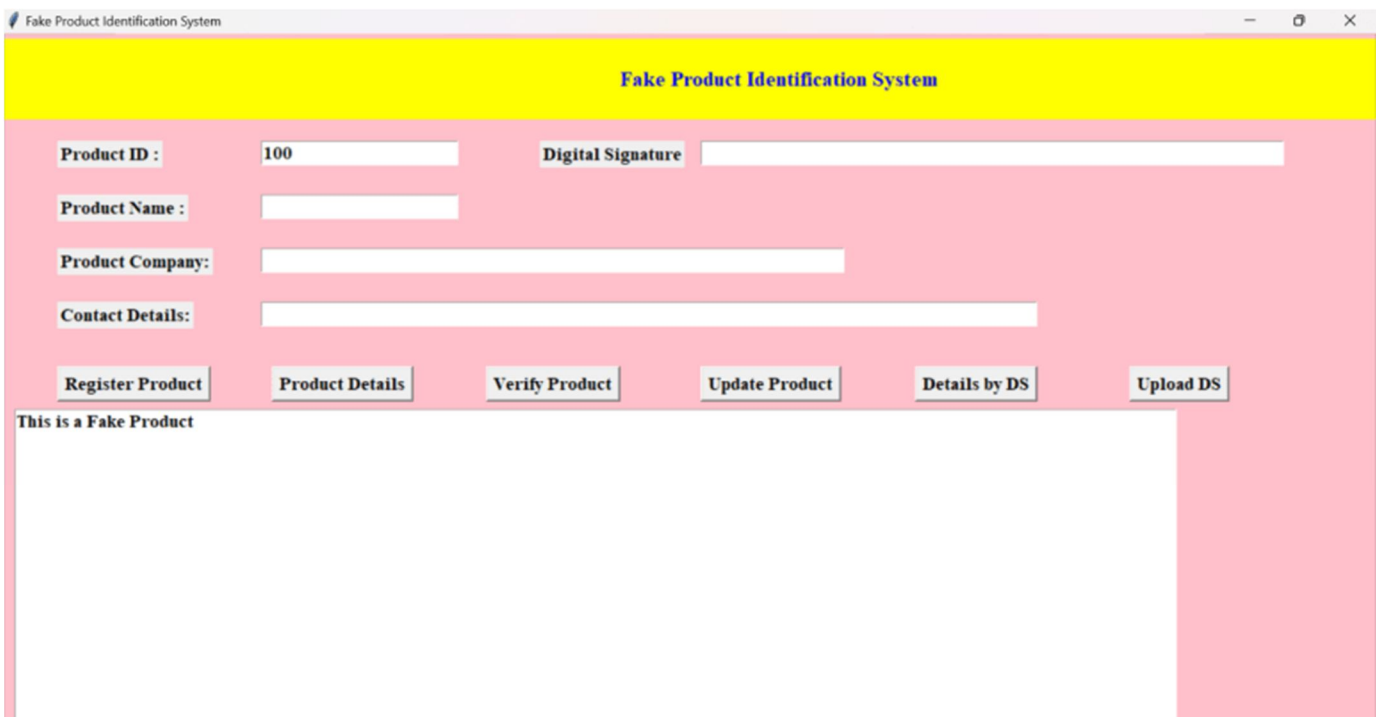 Fake Product Identification System
Fake Product Identification System
Product ID : 100 Digital Signature
Product Name :
Product Company:
Contact Details:
Register Product Product Details Verify Product Update Product Details by DS Upload DS
This is a Fake Product